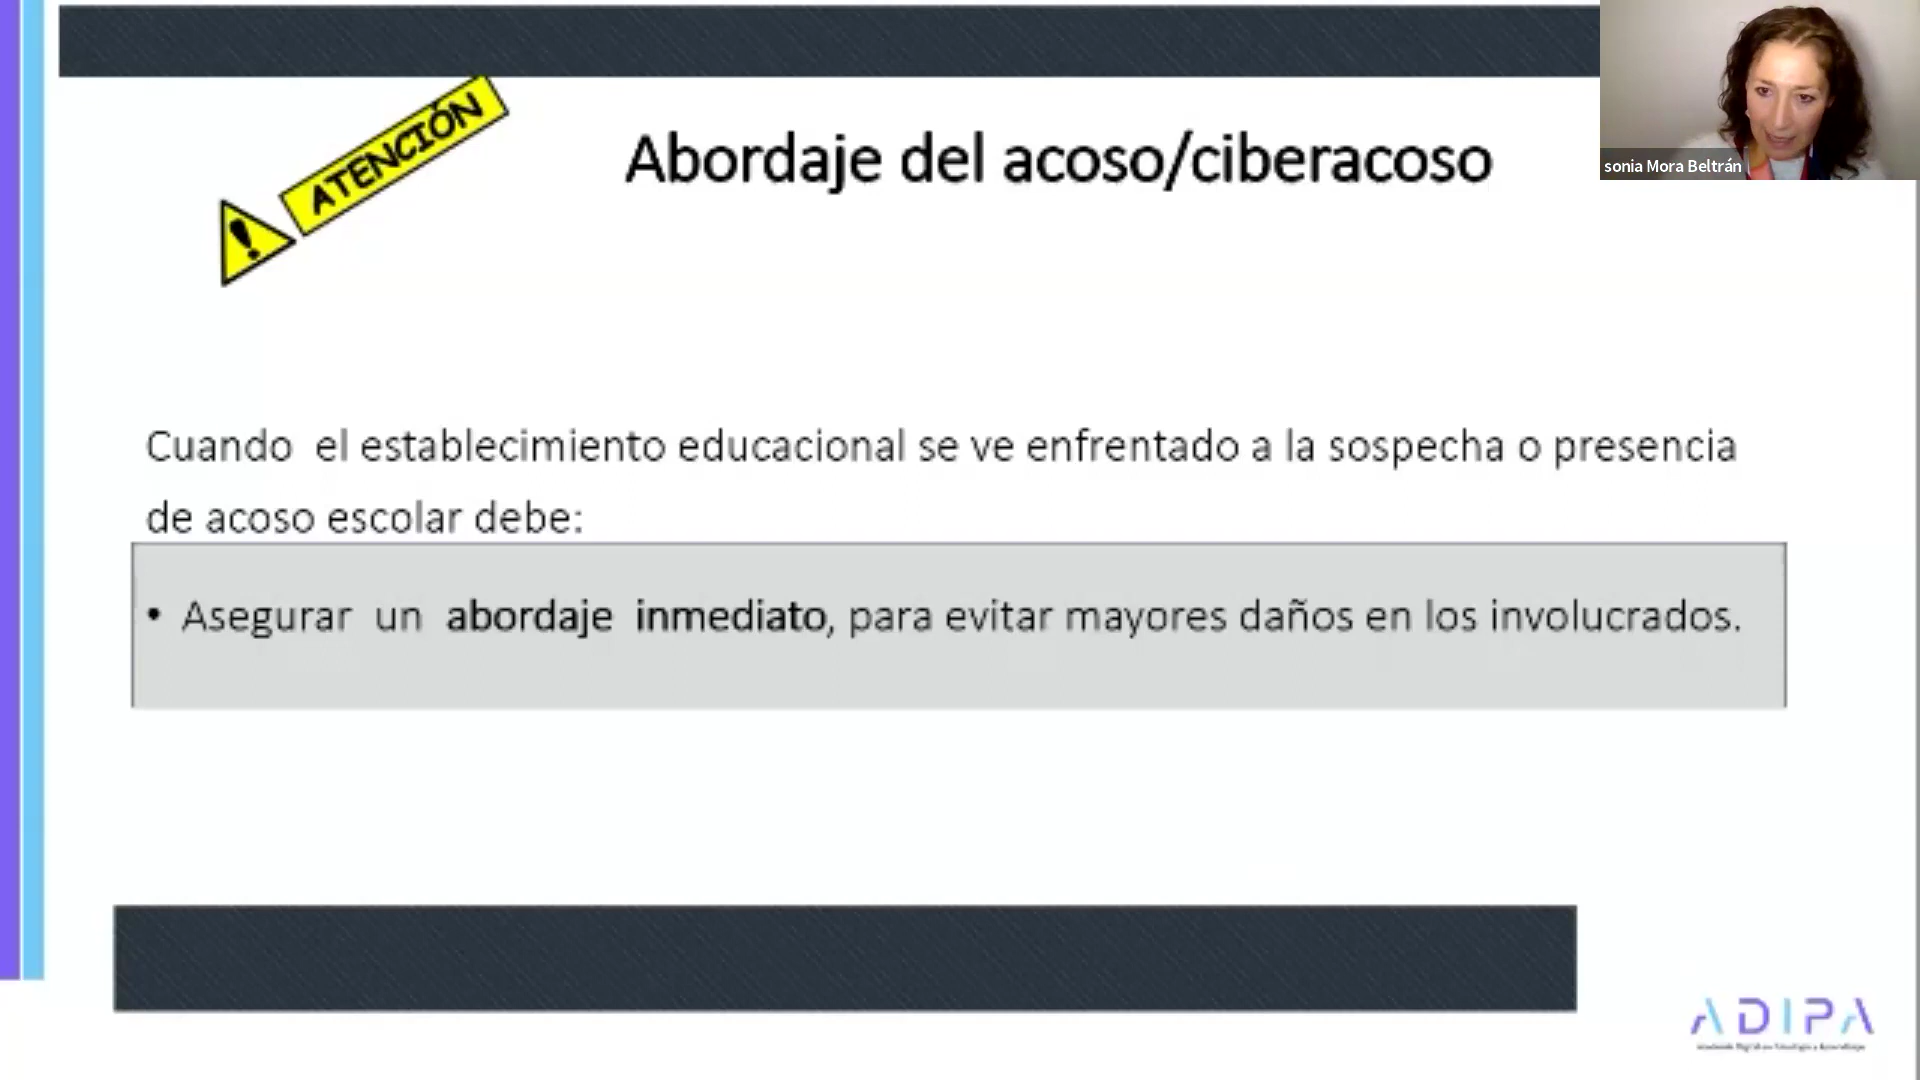 ATENCIÓN
Abordaje del acoso/ciberacoso
sonia Mora Beltrán
Cuando el establecimiento educacional se ve enfrentado a la sospecha o presencia
de acoso escolar debe:
• Asegurar un abordaje inmediato, para evitar mayores daños en los involucrados.
ADIPA